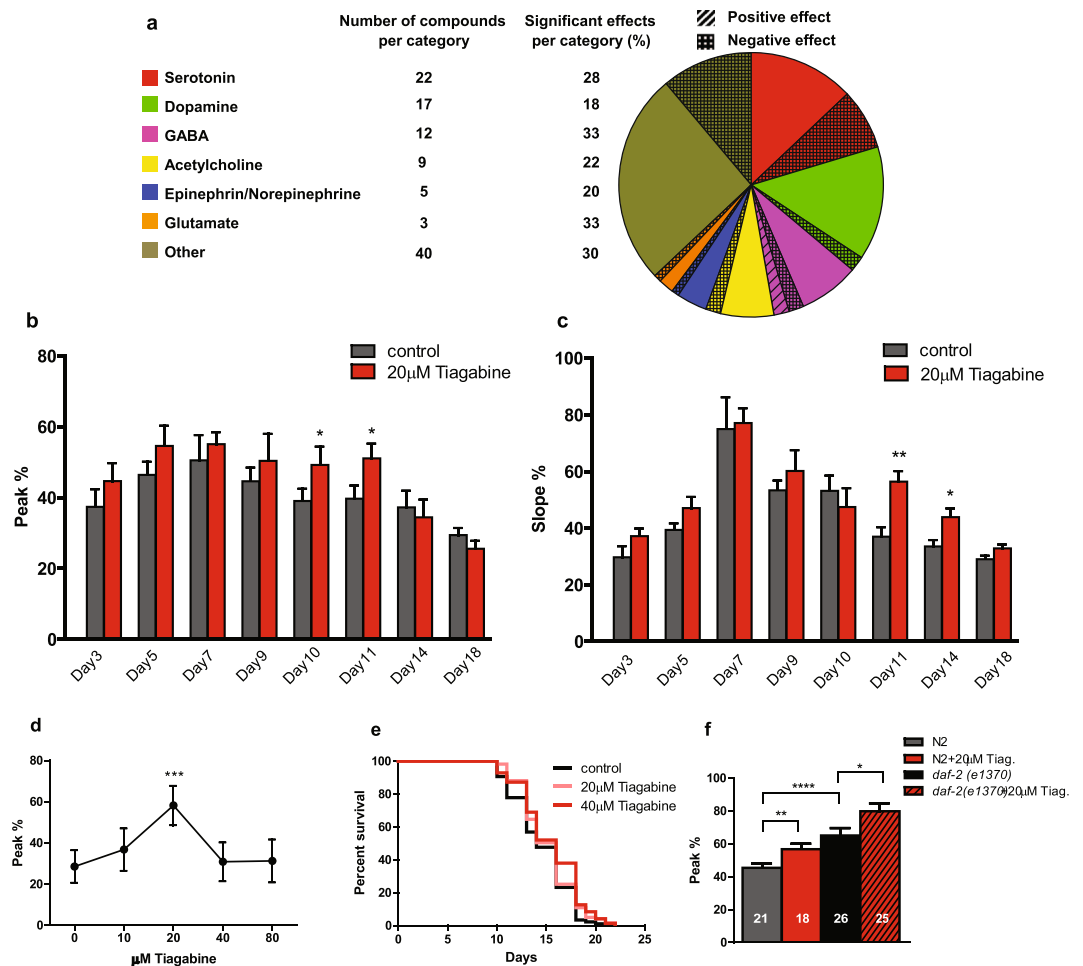 a
Number of compounds per category
Significant effects per category (%)
Positive effect
Negative effect
Serotonin 22 28
Dopamine 17 18
GABA 12 33
Acetylcholine 9 22
Epinephrin/Norepinephrine 5 20
Glutamate 3 33
Other 40 30
b
control
20μM Tiagabine
Peak %
80
60
40
20
0
* *
Day3 Day5 Day7 Day9 Day10 Day11 Day14 Day18
c
control
20μM Tiagabine
Slope %
100
80
60
40
20
0
** *
Day3 Day5 Day7 Day9 Day10 Day11 Day14 Day18
d
Peak %
80
60
40
20
0
***
0 10 20 40 80
μM Tiagabine
e
control
20μM Tiagabine
40μM Tiagabine
Percent survival
100
80
60
40
20
0
0 5 10 15 20 25
Days
f
N2
N2+20μM Tiag.
daf-2 (e1370)
daf-2(e1370)+20μM Tiag.
Peak %
100
80
60
40
20
0
**
****
*
21 18 26 25